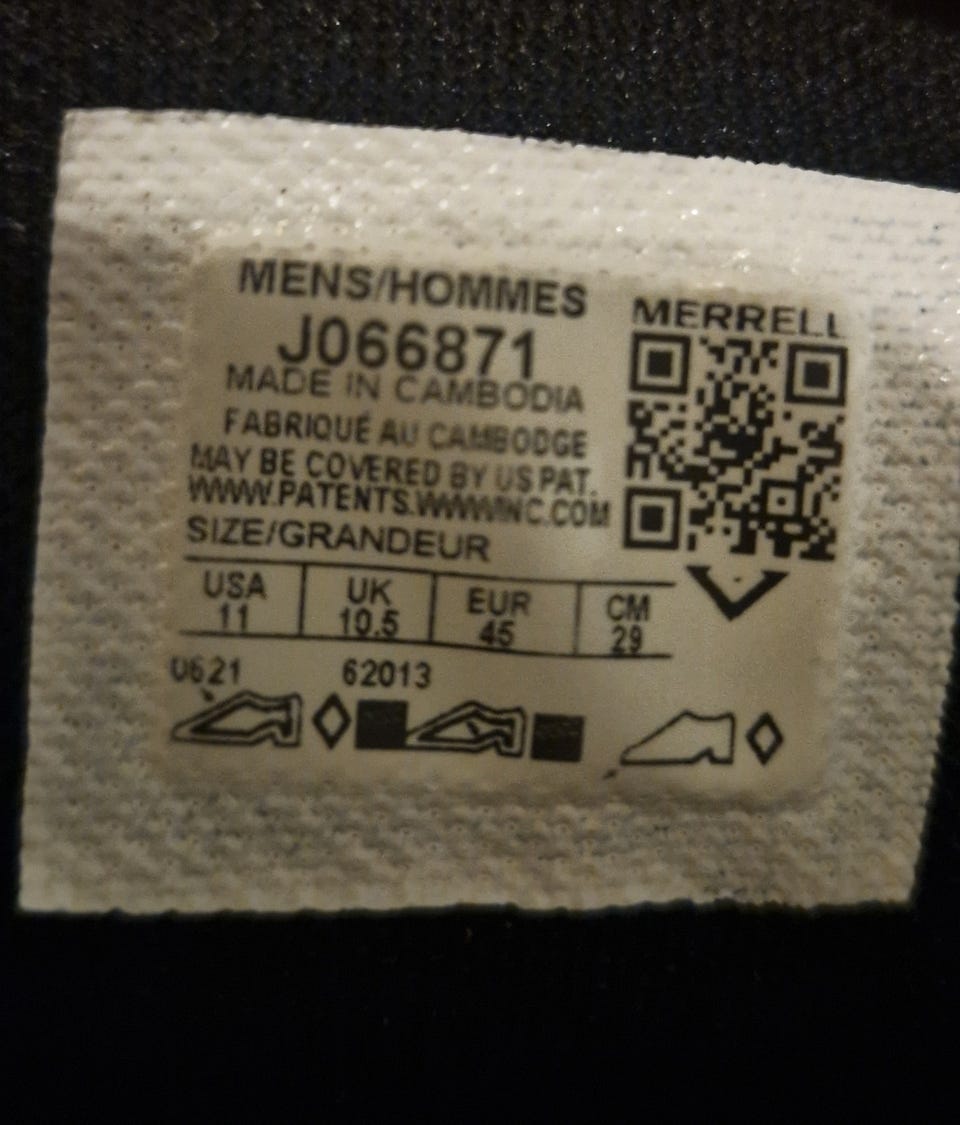 MENS/HOMMES
J066871
MADE IN CAMBODIA
FABRIQUÉ AU CAMBODGE
MAY BE COVERED BY US PAT.
WWW.PATENTS.WWWINC.COM
SIZE/GRANDEUR
USA UK EUR CM
11 10.5 45 29
0621 62013
MERRELL